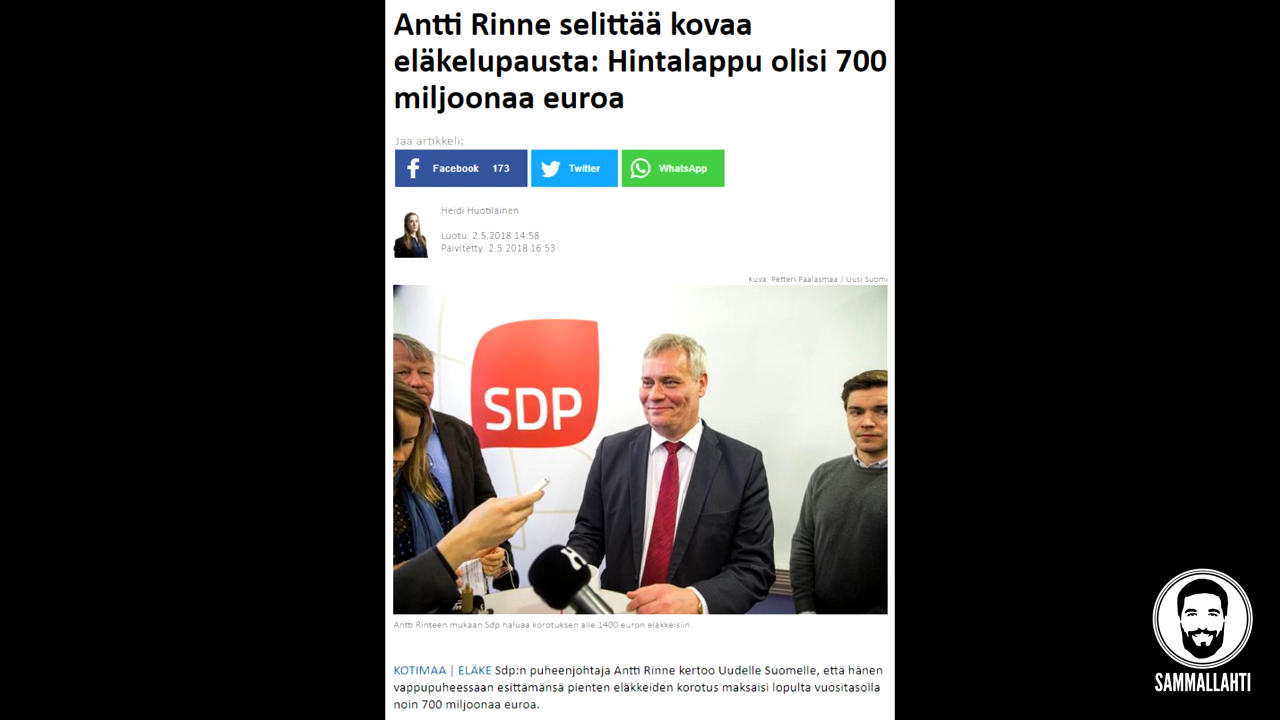 Antti Rinne selittää kovaa
eläkelupausta: Hintalappu olisi 700
miljoonaa euroa
Jaa artikkeli:
Facebook 173 Twitter WhatsApp
Heidi Huotilainen
Luotu: 2.5.2018 14:58
Päivitetty: 2.5.2018 16:53
Kuva: Petteri Paalasmaa / Uusi Suomi
SDP
Antti Rinteen mukaan Sdp haluaa korotuksen alle 1400 euron eläkkeisiin.
KOTIMAA | ELÄKE Sdp:n puheenjohtaja Antti Rinne kertoo Uudelle Suomelle, että hänen
vappupuheessaan esittämänsä pienten eläkkeiden korotus maksaisi lopulta vuositasolla
noin 700 miljoonaa euroa.
SAMMALLAHTI